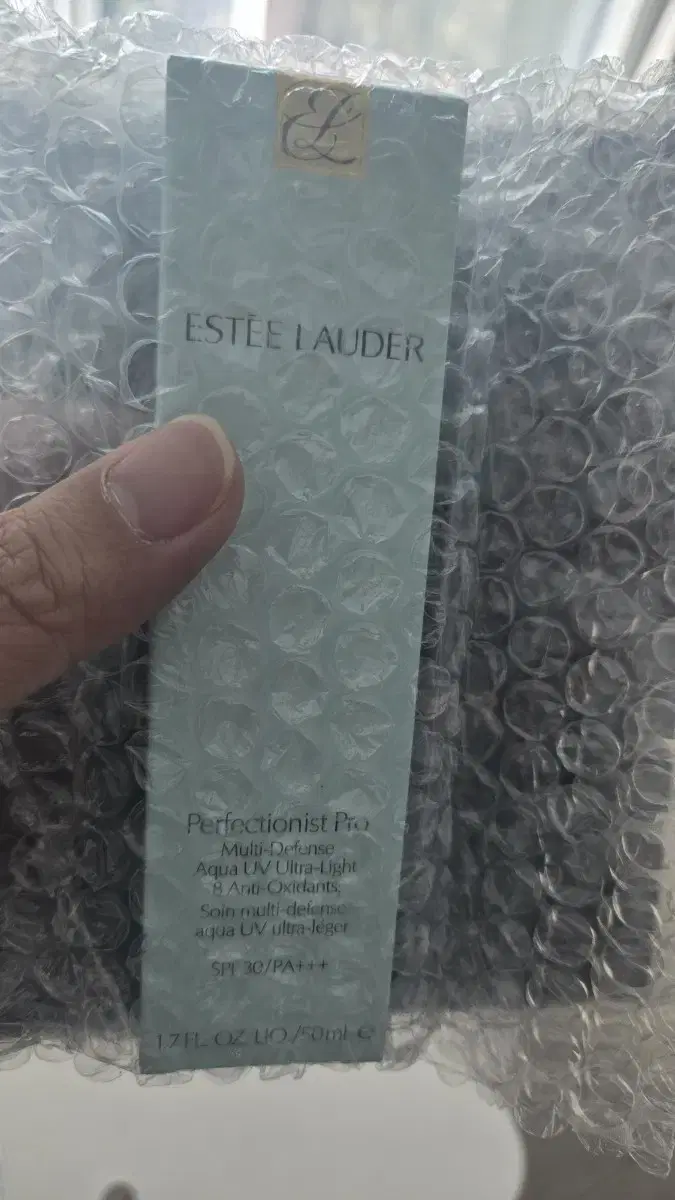 EL
ESTĒE LAUDER
Perfectionist Pro
Multi-Defense
Aqua UV Ultra-Light
8 Anti-Oxidants,
Soin multi-défense
aqua UV ultra-léger
SPF 30/PA+++
1.7 FL. OZ. LIQ./50 ml e